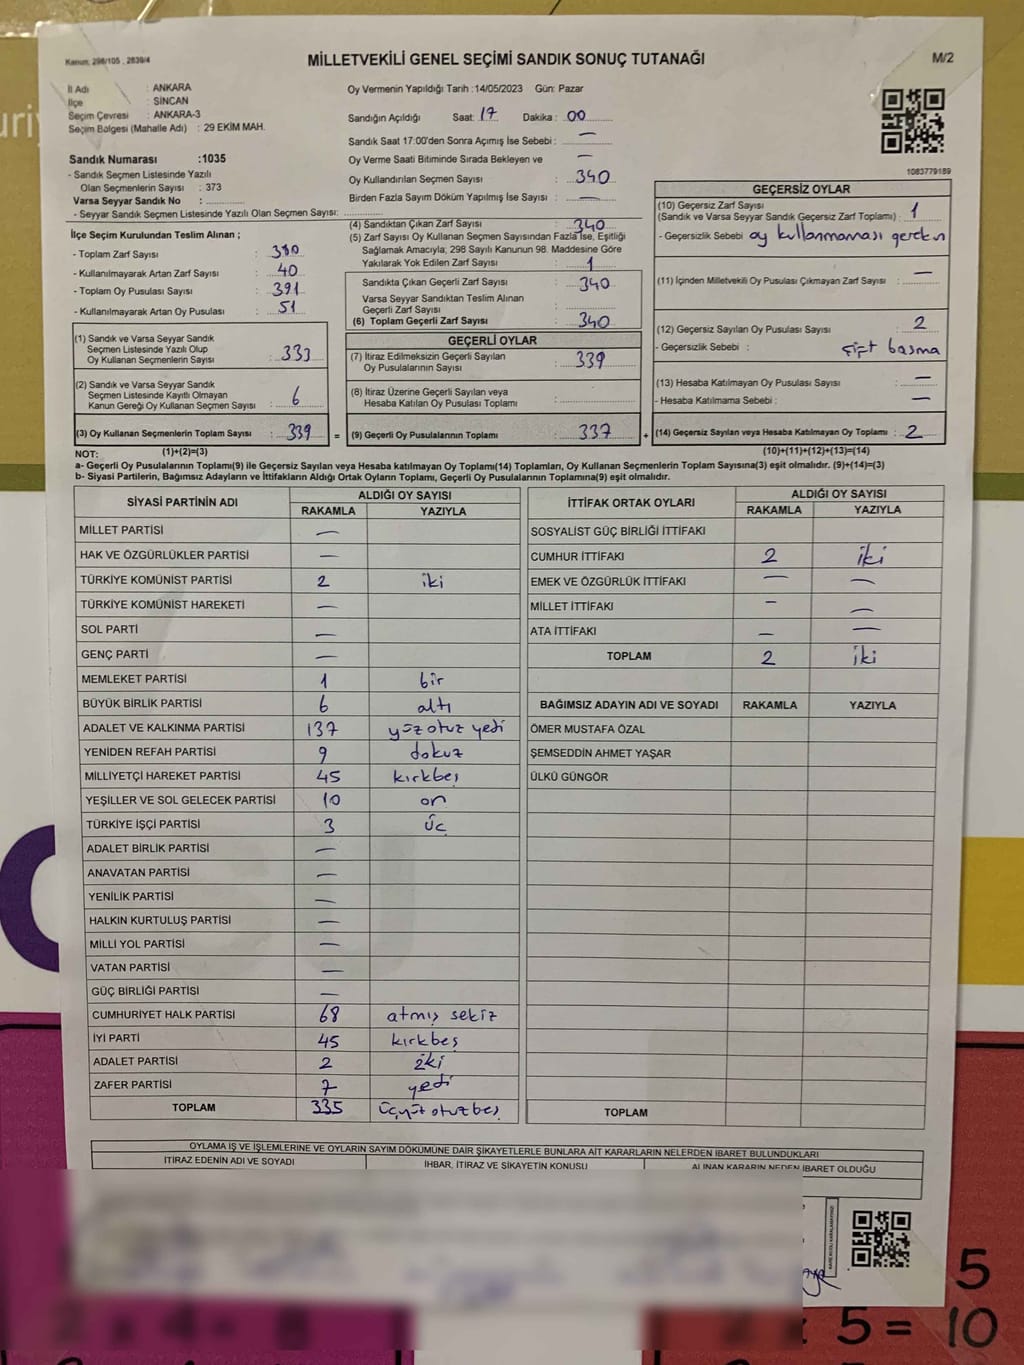 Kanun: 298/105 , 2839/4
MİLLETVEKİLİ GENEL SEÇİMİ SANDIK SONUÇ TUTANAĞI
M/2
İl Adı : ANKARA
İlçe : SİNCAN
Seçim Çevresi : ANKARA-3
Seçim Bölgesi (Mahalle Adı) : 29 EKİM MAH.
Sandık Numarası :1035
- Sandık Seçmen Listesinde Yazılı
Olan Seçmenlerin Sayısı : 373
Varsa Seyyar Sandık No :
- Seyyar Sandık Seçmen Listesinde Yazılı Olan Seçmen Sayısı:
Oy Vermenin Yapıldığı Tarih :14/05/2023 Gün: Pazar
Sandığın Açıldığı Saat: 17 Dakika : 00
Sandık Saat 17:00'den Sonra Açımış İse Sebebi : —
Oy Verme Saati Bitiminde Sırada Bekleyen ve —
Oy Kullandırılan Seçmen Sayısı : 340
Birden Fazla Sayım Döküm Yapılmış İse Sayısı : —
1083779189
İlçe Seçim Kurulundan Teslim Alınan ;
- Toplam Zarf Sayısı : 380
- Kullanılmayarak Artan Zarf Sayısı : 40
- Toplam Oy Pusulası Sayısı : 391
- Kullanılmayarak Artan Oy Pusulası : 51
(1) Sandık ve Varsa Seyyar Sandık
Seçmen Listesinde Yazılı Olup
Oy Kullanan Seçmenlerin Sayısı : 333
(2) Sandık ve Varsa Seyyar Sandık
Seçmen Listesinde Kayıtlı Olmayan
Kanun Gereği Oy Kullanan Seçmen Sayısı : 6
(3) Oy Kullanan Seçmenlerin Toplam Sayısı : 339
(4) Sandıktan Çıkan Zarf Sayısı : 340
(5) Zarf Sayısı Oy Kullanan Seçmen Sayısından Fazla İse, Eşitliği
Sağlamak Amacıyla; 298 Sayılı Kanunun 98. Maddesine Göre
Yakılarak Yok Edilen Zarf Sayısı : 1
Sandıkta Çıkan Geçerli Zarf Sayısı : 340
Varsa Seyyar Sandıktan Teslim Alınan
Geçerli Zarf Sayısı :
(6) Toplam Geçerli Zarf Sayısı : 340
GEÇERLİ OYLAR
(7) İtiraz Edilmeksizin Geçerli Sayılan
Oy Pusulalarının Sayısı : 339
(8) İtiraz Üzerine Geçerli Sayılan veya
Hesaba Katılan Oy Pusulası Toplamı :
= (9) Geçerli Oy Pusulalarının Toplamı : 337
GEÇERSİZ OYLAR
(10) Geçersiz Zarf Sayısı
(Sandık ve Varsa Seyyar Sandık Geçersiz Zarf Toplamı) : 1
- Geçersizlik Sebebi oy kullanmaması gereken
(11) İçinden Milletvekili Oy Pusulası Çıkmayan Zarf Sayısı : —
(12) Geçersiz Sayılan Oy Pusulası Sayısı : 2
- Geçersizlik Sebebi : çift basma
(13) Hesaba Katılmayan Oy Pusulası Sayısı : —
- Hesaba Katılmama Sebebi : —
+ (14) Geçersiz Sayılan veya Hesaba Katılmayan Oy Toplamı : 2
NOT: (1)+(2)=(3) (10)+(11)+(12)+(13)=(14)
a- Geçerli Oy Pusulalarının Toplamı(9) ile Geçersiz Sayılan veya Hesaba katılmayan Oy Toplamı(14) Toplamları, Oy Kullanan Seçmenlerin Toplam Sayısına(3) eşit olmalıdır. (9)+(14)=(3)
b- Siyasi Partilerin, Bağımsız Adayların ve İttifakların Aldığı Ortak Oyların Toplamı, Geçerli Oy Pusulalarının Toplamına(9) eşit olmalıdır.
SİYASİ PARTİNİN ADI ALDIĞI OY SAYISI
RAKAMLA YAZIYLA
MİLLET PARTİSİ —
HAK VE ÖZGÜRLÜKLER PARTİSİ —
TÜRKİYE KOMÜNİST PARTİSİ 2 iki
TÜRKİYE KOMÜNİST HAREKETİ —
SOL PARTİ —
GENÇ PARTİ —
MEMLEKET PARTİSİ 1 bir
BÜYÜK BİRLİK PARTİSİ 6 altı
ADALET VE KALKINMA PARTİSİ 137 yüz otuz yedi
YENİDEN REFAH PARTİSİ 9 dokuz
MİLLİYETÇİ HAREKET PARTİSİ 45 kırkbeş
YEŞİLLER VE SOL GELECEK PARTİSİ 10 on
TÜRKİYE İŞÇİ PARTİSİ 3 üç
ADALET BİRLİK PARTİSİ —
ANAVATAN PARTİSİ —
YENİLİK PARTİSİ —
HALKIN KURTULUŞ PARTİSİ —
MİLLİ YOL PARTİSİ —
VATAN PARTİSİ —
GÜÇ BİRLİĞİ PARTİSİ —
CUMHURİYET HALK PARTİSİ 68 atmış sekiz
İYİ PARTİ 45 kırkbeş
ADALET PARTİSİ 2 iki
ZAFER PARTİSİ 7 yedi
TOPLAM 335 üçyüz otuzbeş
İTTİFAK ORTAK OYLARI ALDIĞI OY SAYISI
RAKAMLA YAZIYLA
SOSYALİST GÜÇ BİRLİĞİ İTTİFAKI
CUMHUR İTTİFAKI 2 iki
EMEK VE ÖZGÜRLÜK İTTİFAKI — —
MİLLET İTTİFAKI — —
ATA İTTİFAKI — —
TOPLAM 2 iki
BAĞIMSIZ ADAYIN ADI VE SOYADI RAKAMLA YAZIYLA
ÖMER MUSTAFA ÖZAL
ŞEMSEDDİN AHMET YAŞAR
ÜLKÜ GÜNGÖR
TOPLAM
OYLAMA İŞ VE İŞLEMLERİNE VE OYLARIN SAYIM DÖKÜMÜNE DAİR ŞİKAYETLERLE BUNLARA AİT KARARLARIN NELERDEN İBARET BULUNDUKLARI
İTİRAZ EDENİN ADI VE SOYADI İHBAR, İTİRAZ VE ŞİKAYETİN KONUSU ALINAN KARARIN NEDEN İBARET OLDUĞU
5
2 x 4 = 8
5 = 10